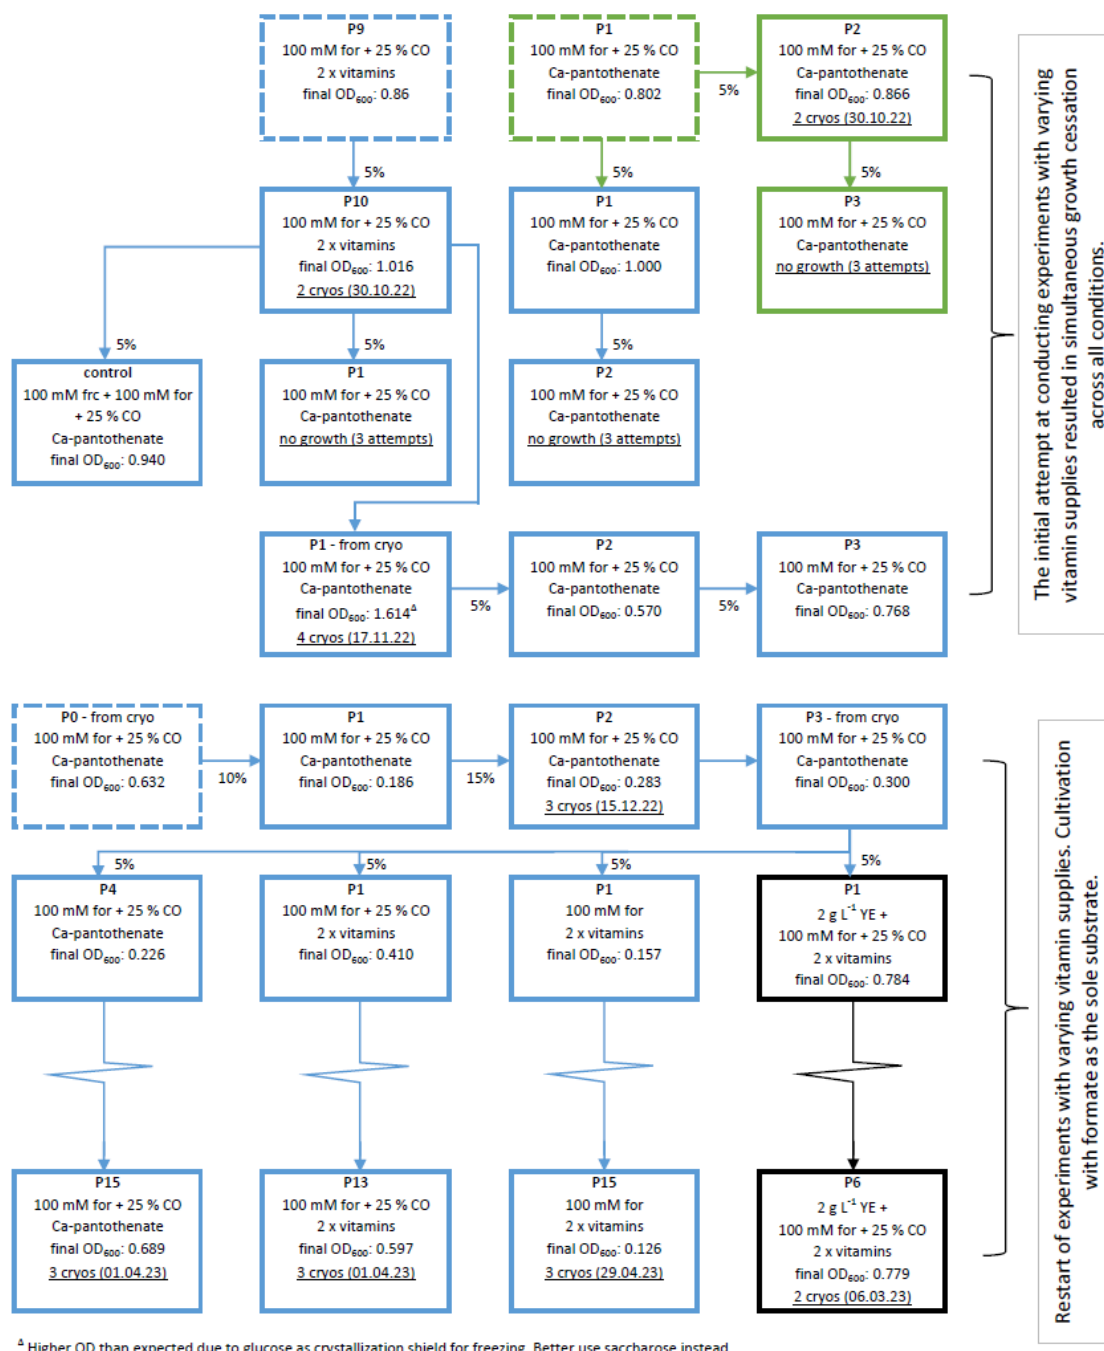 P9
100 mM for + 25 % CO
2 x vitamins
final OD600: 0.86
P1
100 mM for + 25 % CO
Ca-pantothenate
final OD600: 0.802
5%
P2
100 mM for + 25 % CO
Ca-pantothenate
final OD600: 0.866
2 cryos (30.10.22)
5%
5%
5%
P10
100 mM for + 25 % CO
2 x vitamins
final OD600: 1.016
2 cryos (30.10.22)
P1
100 mM for + 25 % CO
Ca-pantothenate
final OD600: 1.000
P3
100 mM for + 25 % CO
Ca-pantothenate
no growth (3 attempts)
5%
5%
5%
control
100 mM frc + 100 mM for
+ 25 % CO
Ca-pantothenate
final OD600: 0.940
P1
100 mM for + 25 % CO
Ca-pantothenate
no growth (3 attempts)
P2
100 mM for + 25 % CO
Ca-pantothenate
no growth (3 attempts)
P1 - from cryo
100 mM for + 25 % CO
Ca-pantothenate
final OD600: 1.614Δ
4 cryos (17.11.22)
5%
P2
100 mM for + 25 % CO
Ca-pantothenate
final OD600: 0.570
5%
P3
100 mM for + 25 % CO
Ca-pantothenate
final OD600: 0.768
The initial attempt at conducting experiments with varying
vitamin supplies resulted in simultaneous growth cessation
across all conditions.
P0 - from cryo
100 mM for + 25 % CO
Ca-pantothenate
final OD600: 0.632
10%
P1
100 mM for + 25 % CO
Ca-pantothenate
final OD600: 0.186
15%
P2
100 mM for + 25 % CO
Ca-pantothenate
final OD600: 0.283
3 cryos (15.12.22)
P3 - from cryo
100 mM for + 25 % CO
Ca-pantothenate
final OD600: 0.300
5%
5%
5%
5%
P4
100 mM for + 25 % CO
Ca-pantothenate
final OD600: 0.226
P1
100 mM for + 25 % CO
2 x vitamins
final OD600: 0.410
P1
100 mM for
2 x vitamins
final OD600: 0.157
P1
2 g L-1 YE +
100 mM for + 25 % CO
2 x vitamins
final OD600: 0.784
P15
100 mM for + 25 % CO
Ca-pantothenate
final OD600: 0.689
3 cryos (01.04.23)
P13
100 mM for + 25 % CO
2 x vitamins
final OD600: 0.597
3 cryos (01.04.23)
P15
100 mM for
2 x vitamins
final OD600: 0.126
3 cryos (29.04.23)
P6
2 g L-1 YE +
100 mM for + 25 % CO
2 x vitamins
final OD600: 0.779
2 cryos (06.03.23)
Restart of experiments with varying vitamin supplies. Cultivation
with formate as the sole substrate.
Δ Higher OD than expected due to glucose as crystallization shield for freezing. Better use saccharose instead